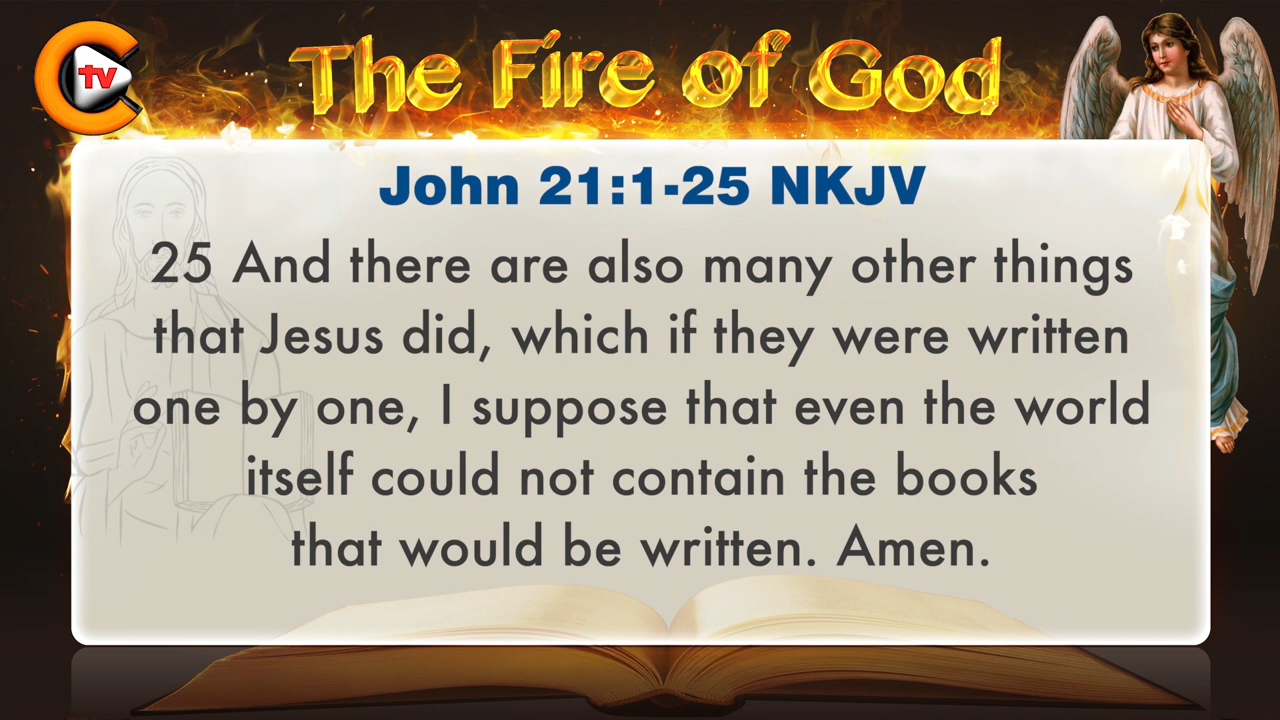 tv
The Fire of God
John 21:1-25 NKJV
25 And there are also many other things
that Jesus did, which if they were written
one by one, I suppose that even the world
itself could not contain the books
that would be written. Amen.